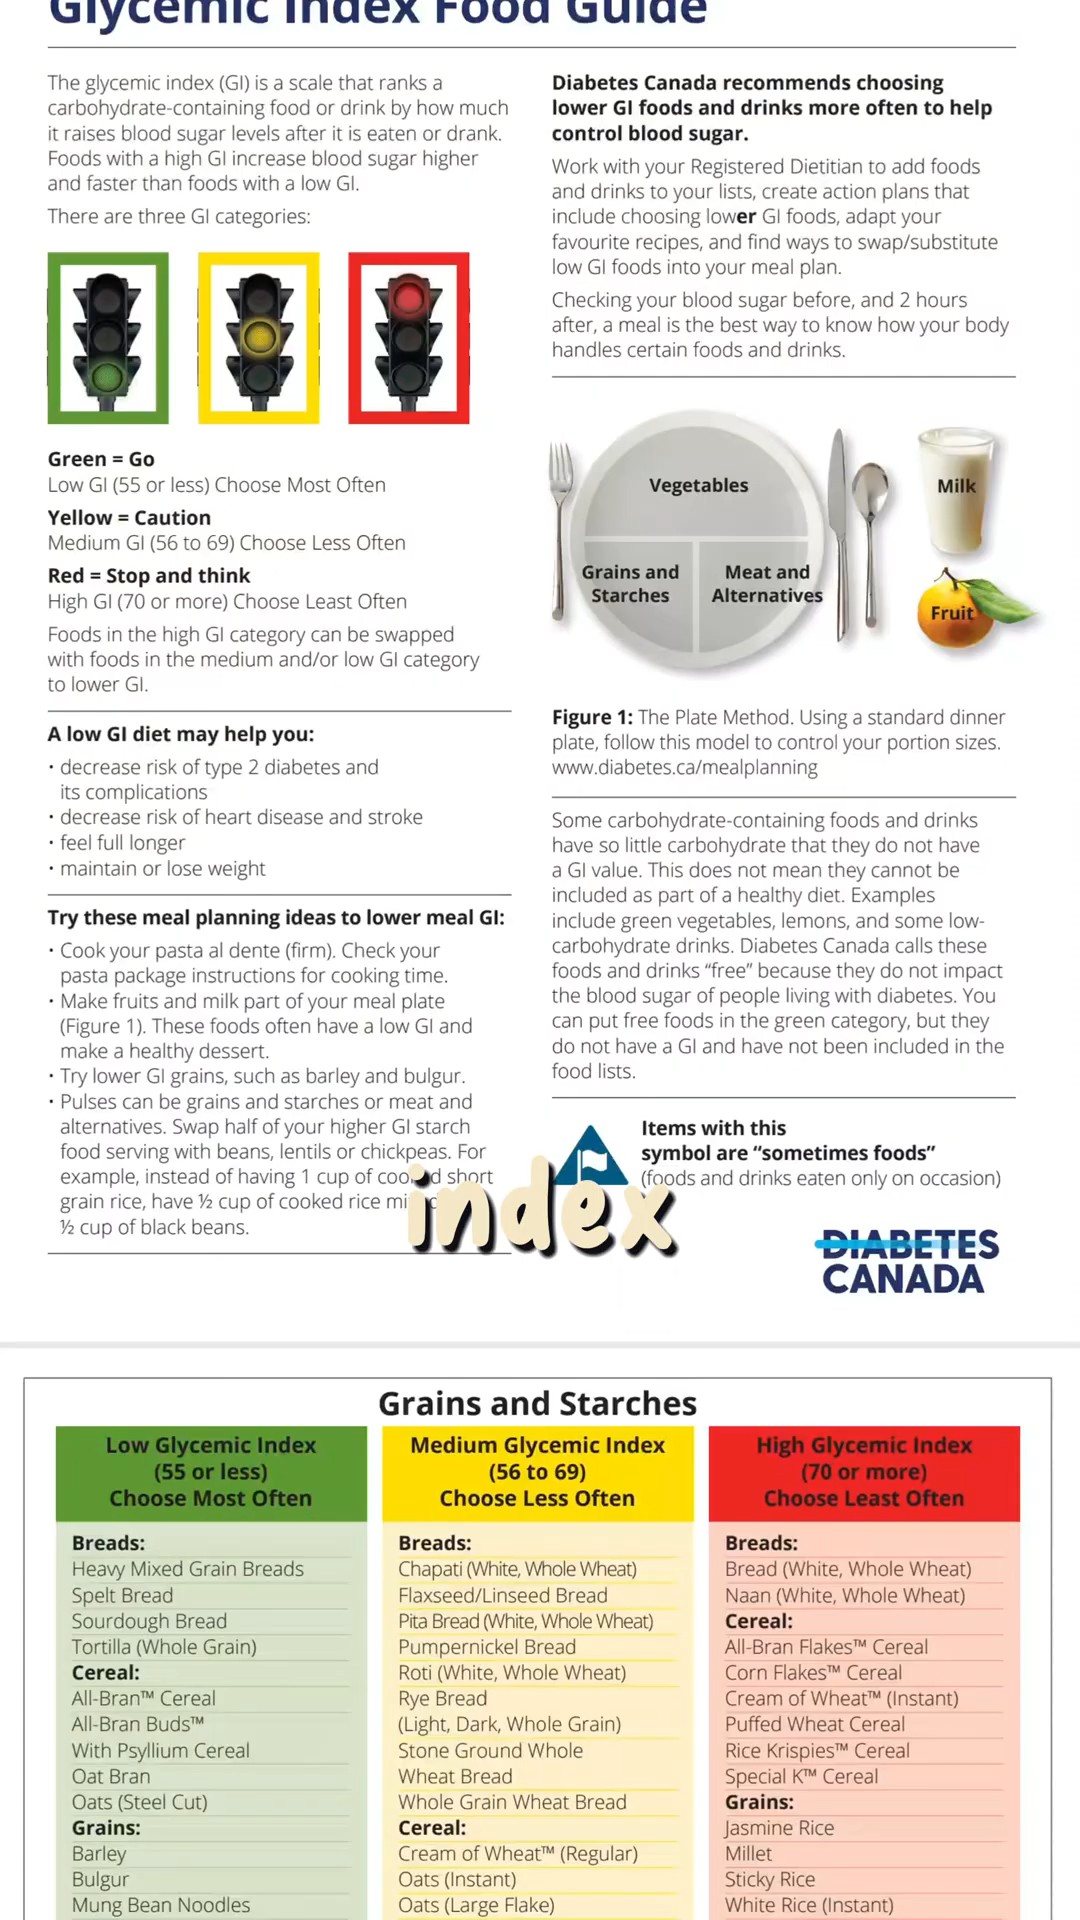 Glycemic Index Food Guide
The glycemic index (GI) is a scale that ranks a
carbohydrate-containing food or drink by how much
it raises blood sugar levels after it is eaten or drank.
Foods with a high GI increase blood sugar higher
and faster than foods with a low GI.
There are three GI categories:
Green = Go
Low GI (55 or less) Choose Most Often
Yellow = Caution
Medium GI (56 to 69) Choose Less Often
Red = Stop and think
High GI (70 or more) Choose Least Often
Foods in the high GI category can be swapped
with foods in the medium and/or low GI category
to lower GI.
A low GI diet may help you:
• decrease risk of type 2 diabetes and
its complications
• decrease risk of heart disease and stroke
• feel full longer
• maintain or lose weight
Try these meal planning ideas to lower meal GI:
• Cook your pasta al dente (firm). Check your
pasta package instructions for cooking time.
• Make fruits and milk part of your meal plate
(Figure 1). These foods often have a low GI and
make a healthy dessert.
• Try lower GI grains, such as barley and bulgur.
• Pulses can be grains and starches or meat and
alternatives. Swap half of your higher GI starch
food serving with beans, lentils or chickpeas. For
example, instead of having 1 cup of cooked short
grain rice, have ½ cup of cooked rice
½ cup of black beans.
Diabetes Canada recommends choosing
lower GI foods and drinks more often to help
control blood sugar.
Work with your Registered Dietitian to add foods
and drinks to your lists, create action plans that
include choosing lower GI foods, adapt your
favourite recipes, and find ways to swap/substitute
low GI foods into your meal plan.
Checking your blood sugar before, and 2 hours
after, a meal is the best way to know how your body
handles certain foods and drinks.
Vegetables
Grains and
Starches
Meat and
Alternatives
Milk
Fruit
Figure 1: The Plate Method. Using a standard dinner
plate, follow this model to control your portion sizes.
www.diabetes.ca/mealplanning
Some carbohydrate-containing foods and drinks
have so little carbohydrate that they do not have
a GI value. This does not mean they cannot be
included as part of a healthy diet. Examples
include green vegetables, lemons, and some low-
carbohydrate drinks. Diabetes Canada calls these
foods and drinks “free” because they do not impact
the blood sugar of people living with diabetes. You
can put free foods in the green category, but they
do not have a GI and have not been included in the
food lists.
Items with this
symbol are “sometimes foods”
(foods and drinks eaten only on occasion)
index
DIABETES
CANADA
Grains and Starches
Low Glycemic Index
(55 or less)
Choose Most Often
Breads:
Heavy Mixed Grain Breads
Spelt Bread
Sourdough Bread
Tortilla (Whole Grain)
Cereal:
All-Bran™ Cereal
All-Bran Buds™
With Psyllium Cereal
Oat Bran
Oats (Steel Cut)
Grains:
Barley
Bulgur
Mung Bean Noodles
Medium Glycemic Index
(56 to 69)
Choose Less Often
Breads:
Chapati (White, Whole Wheat)
Flaxseed/Linseed Bread
Pita Bread (White, Whole Wheat)
Pumpernickel Bread
Roti (White, Whole Wheat)
Rye Bread
(Light, Dark, Whole Grain)
Stone Ground Whole
Wheat Bread
Whole Grain Wheat Bread
Cereal:
Cream of Wheat™ (Regular)
Oats (Instant)
Oats (Large Flake)
High Glycemic Index
(70 or more)
Choose Least Often
Breads:
Bread (White, Whole Wheat)
Naan (White, Whole Wheat)
Cereal:
All-Bran Flakes™ Cereal
Corn Flakes™ Cereal
Cream of Wheat™ (Instant)
Puffed Wheat Cereal
Rice Krispies™ Cereal
Special K™ Cereal
Grains:
Jasmine Rice
Millet
Sticky Rice
White Rice (Instant)